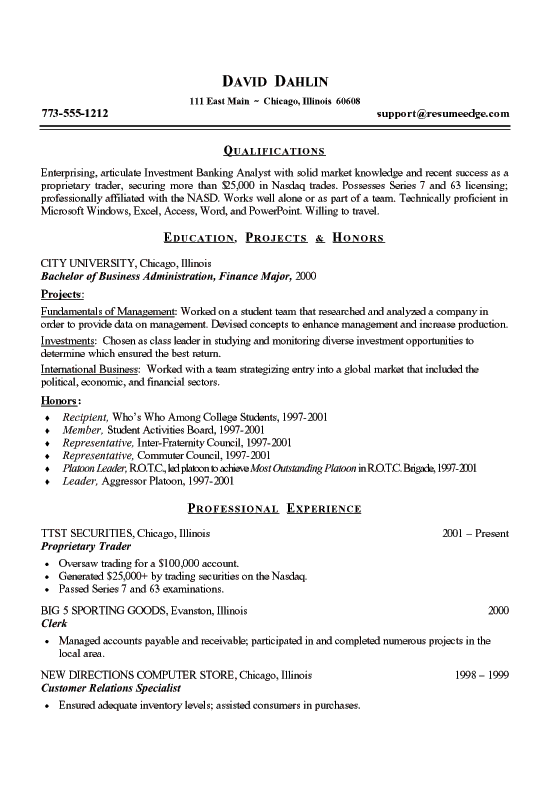 DAVID DAHLIN
111 East Main ~ Chicago, Illinois 60608
773-555-1212 support@resumeedge.com
QUALIFICATIONS
Enterprising, articulate Investment Banking Analyst with solid market knowledge and recent success as a
proprietary trader, securing more than $25,000 in Nasdaq trades. Possesses Series 7 and 63 licensing;
professionally affiliated with the NASD. Works well alone or as part of a team. Technically proficient in
Microsoft Windows, Excel, Access, Word, and PowerPoint. Willing to travel.
EDUCATION, PROJECTS & HONORS
CITY UNIVERSITY, Chicago, Illinois
Bachelor of Business Administration, Finance Major, 2000
Projects:
Fundamentals of Management: Worked on a student team that researched and analyzed a company in
order to provide data on management. Devised concepts to enhance management and increase production.
Investments: Chosen as class leader in studying and monitoring diverse investment opportunities to
determine which ensured the best return.
International Business: Worked with a team strategizing entry into a global market that included the
political, economic, and financial sectors.
Honors:
♦ Recipient, Who's Who Among College Students, 1997-2001
♦ Member, Student Activities Board, 1997-2001
♦ Representative, Inter-Fraternity Council, 1997-2001
♦ Representative, Commuter Council, 1997-2001
♦ Platoon Leader, R.O.T.C., led platoon to achieve Most Outstanding Platoon in R.O.T.C. Brigade, 1997-2001
♦ Leader, Aggressor Platoon, 1997-2001
PROFESSIONAL EXPERIENCE
TTST SECURITIES, Chicago, Illinois 2001 – Present
Proprietary Trader
• Oversaw trading for a $100,000 account.
• Generated $25,000+ by trading securities on the Nasdaq.
• Passed Series 7 and 63 examinations.
BIG 5 SPORTING GOODS, Evanston, Illinois 2000
Clerk
• Managed accounts payable and receivable; participated in and completed numerous projects in the
local area.
NEW DIRECTIONS COMPUTER STORE, Chicago, Illinois 1998 – 1999
Customer Relations Specialist
• Ensured adequate inventory levels; assisted consumers in purchases.